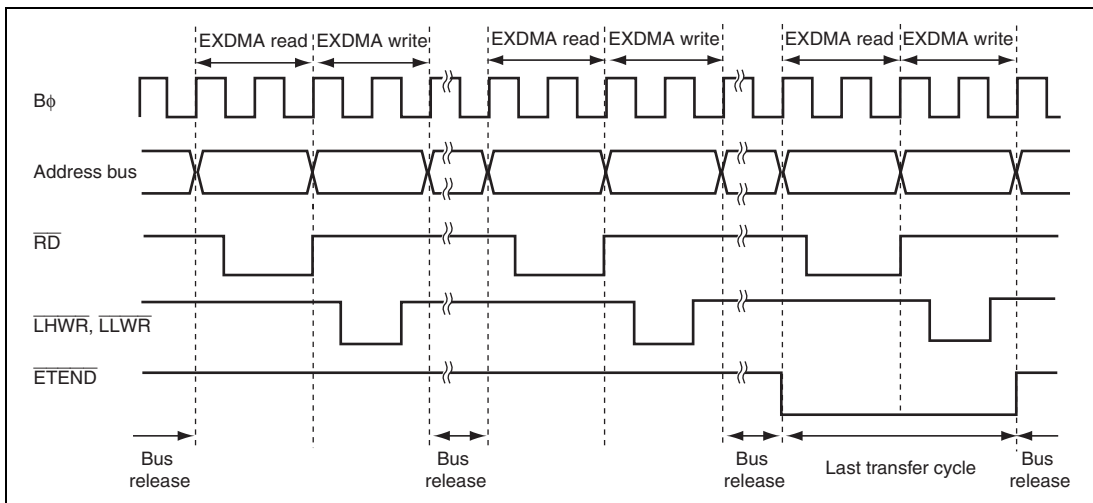 EXDMA read EXDMA write EXDMA read EXDMA write EXDMA read EXDMA write
Bφ
Address bus
RD
LHWR, LLWR
ETEND
Bus release
Bus release
Bus release
Last transfer cycle
Bus release